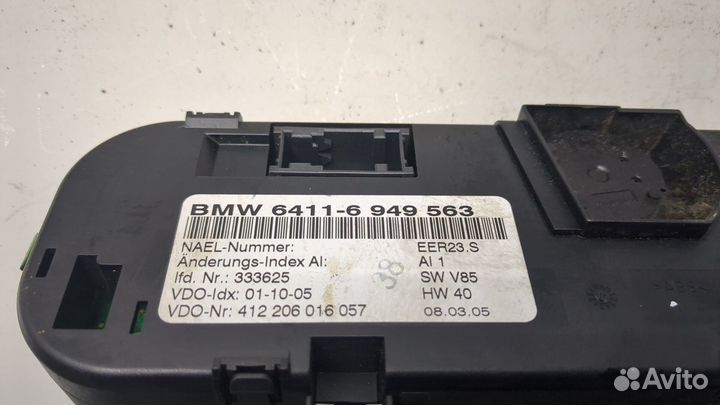 BMW 6411-6 949 563
NAEL-Nummer: EER23.S
Änderungs-Index AI: AI 1
lfd. Nr.: 333625 SW V85
VDO-Idx: 01-10-05 HW 40
VDO-Nr: 412 206 016 057 08.03.05
38
Avito